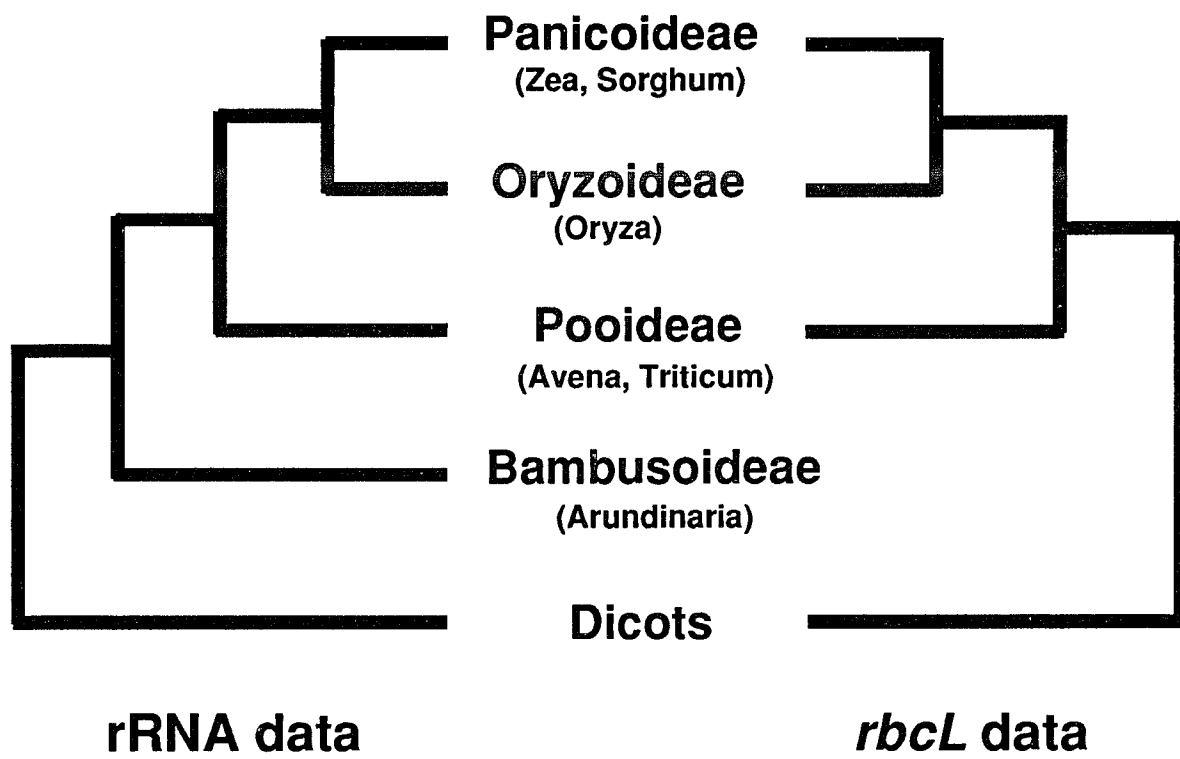 Panicoideae
(Zea, Sorghum)
Oryzoideae
(Oryza)
Pooideae
(Avena, Triticum)
Bambusoideae
(Arundinaria)
Dicots
rRNA data
rbcL data